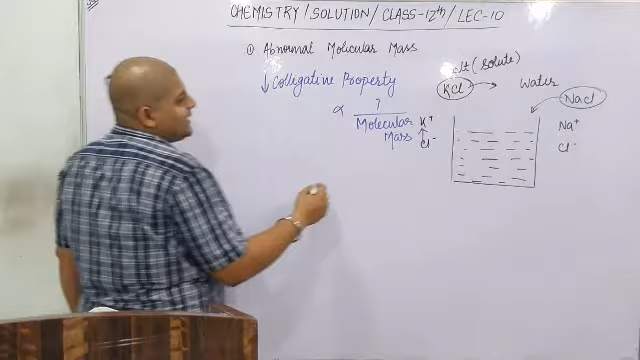 CHEMISTRY/SOLUTION/CLASS-12th/LEC-10
① Abnormal Molecular Mass
↓ Collegative Property
∝ 1
Molecular
Mass
K+
Cl-
(Solute)
KCl → Water
NaCl
Na+
Cl-